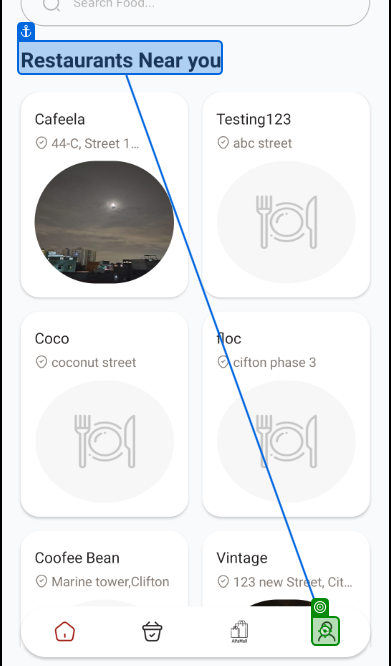 Search Food...
Restaurants Near you
Cafeela
44-C, Street 1...
Testing123
abc street
Coco
coconut street
floc
cifton phase 3
Coofee Bean
Marine tower,Clifton
Vintage
123 new Street, Cit...
AlfaMall